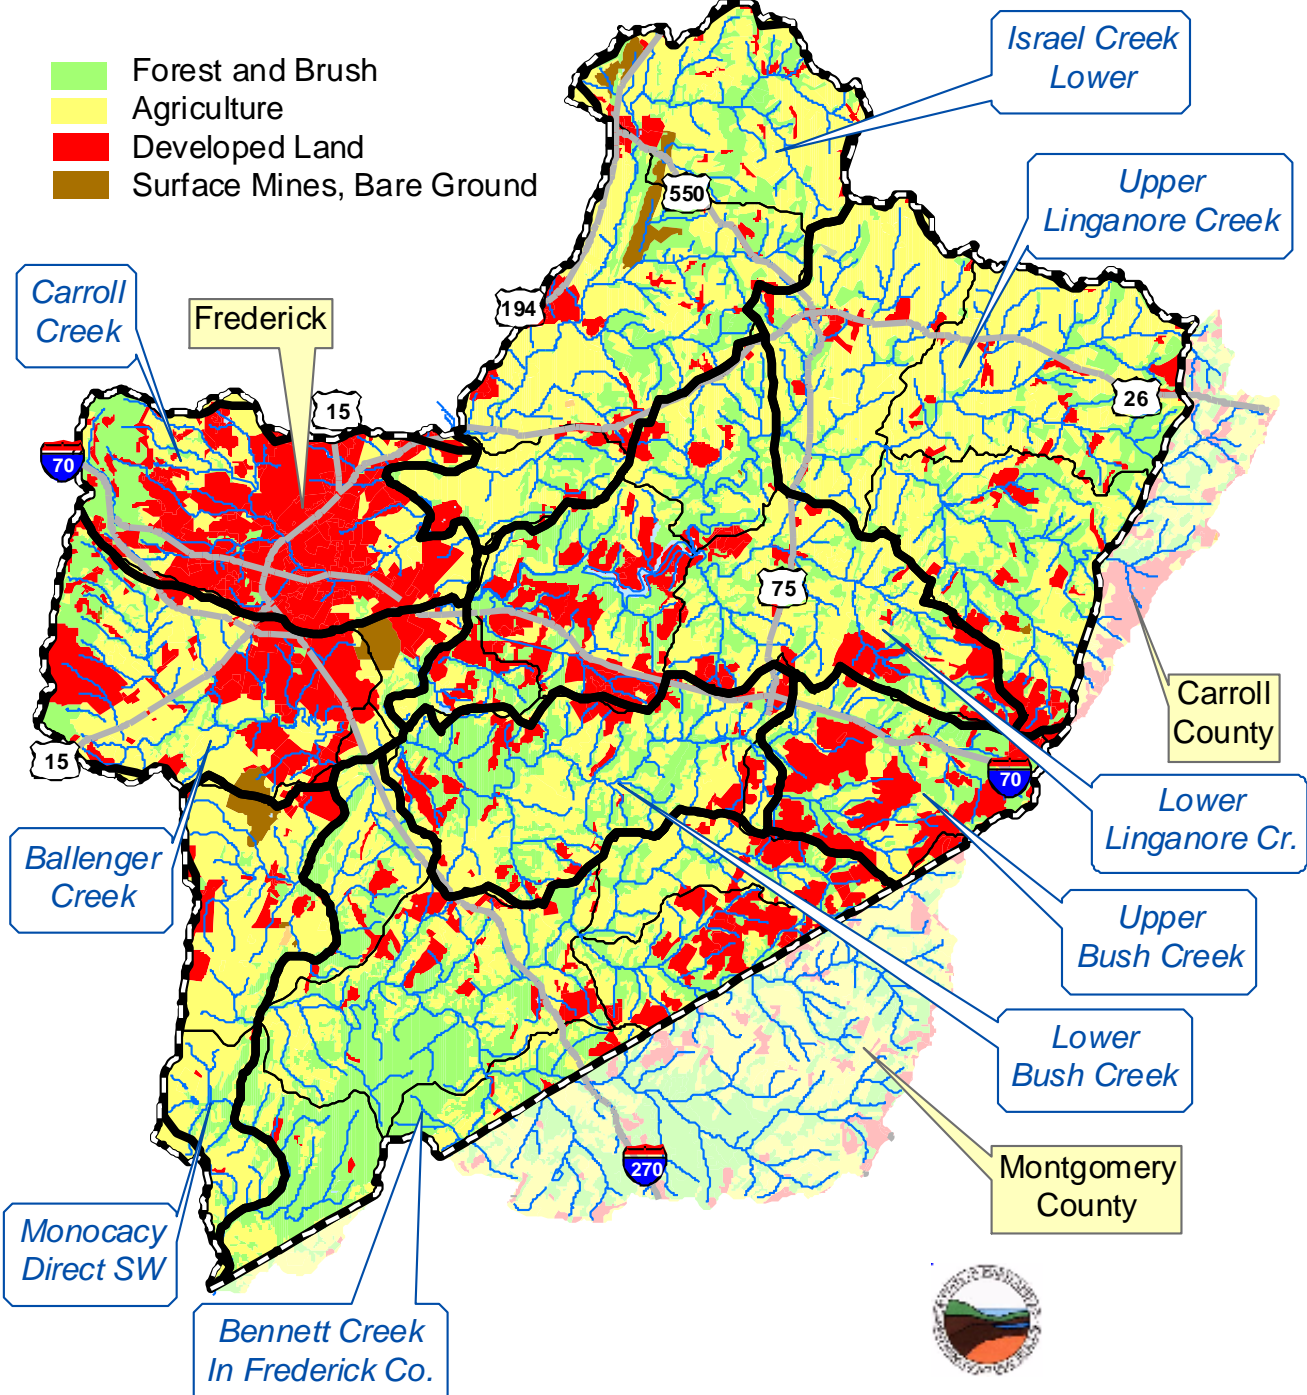 Forest and Brush
Agriculture
Developed Land
Surface Mines, Bare Ground
Israel Creek
Lower
Upper
Linganore Creek
550
Carroll
Creek
Frederick
194
15
26
70
75
Carroll
County
15
70
Lower
Linganore Cr.
Ballenger
Creek
Upper
Bush Creek
Lower
Bush Creek
270
Montgomery
County
Monocacy
Direct SW
Bennett Creek
In Frederick Co.